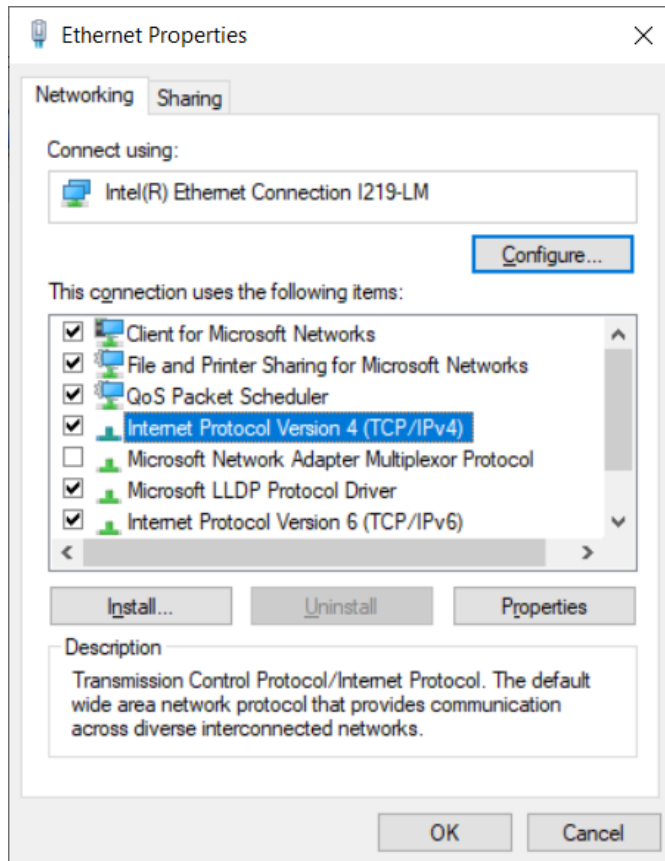 Ethernet Properties
Networking Sharing
Connect using:
Intel(R) Ethernet Connection I219-LM
Configure...
This connection uses the following items:
Client for Microsoft Networks
File and Printer Sharing for Microsoft Networks
QoS Packet Scheduler
Internet Protocol Version 4 (TCP/IPv4)
Microsoft Network Adapter Multiplexor Protocol
Microsoft LLDP Protocol Driver
Internet Protocol Version 6 (TCP/IPv6)
Install... Uninstall Properties
Description
Transmission Control Protocol/Internet Protocol. The default
wide area network protocol that provides communication
across diverse interconnected networks.
OK Cancel